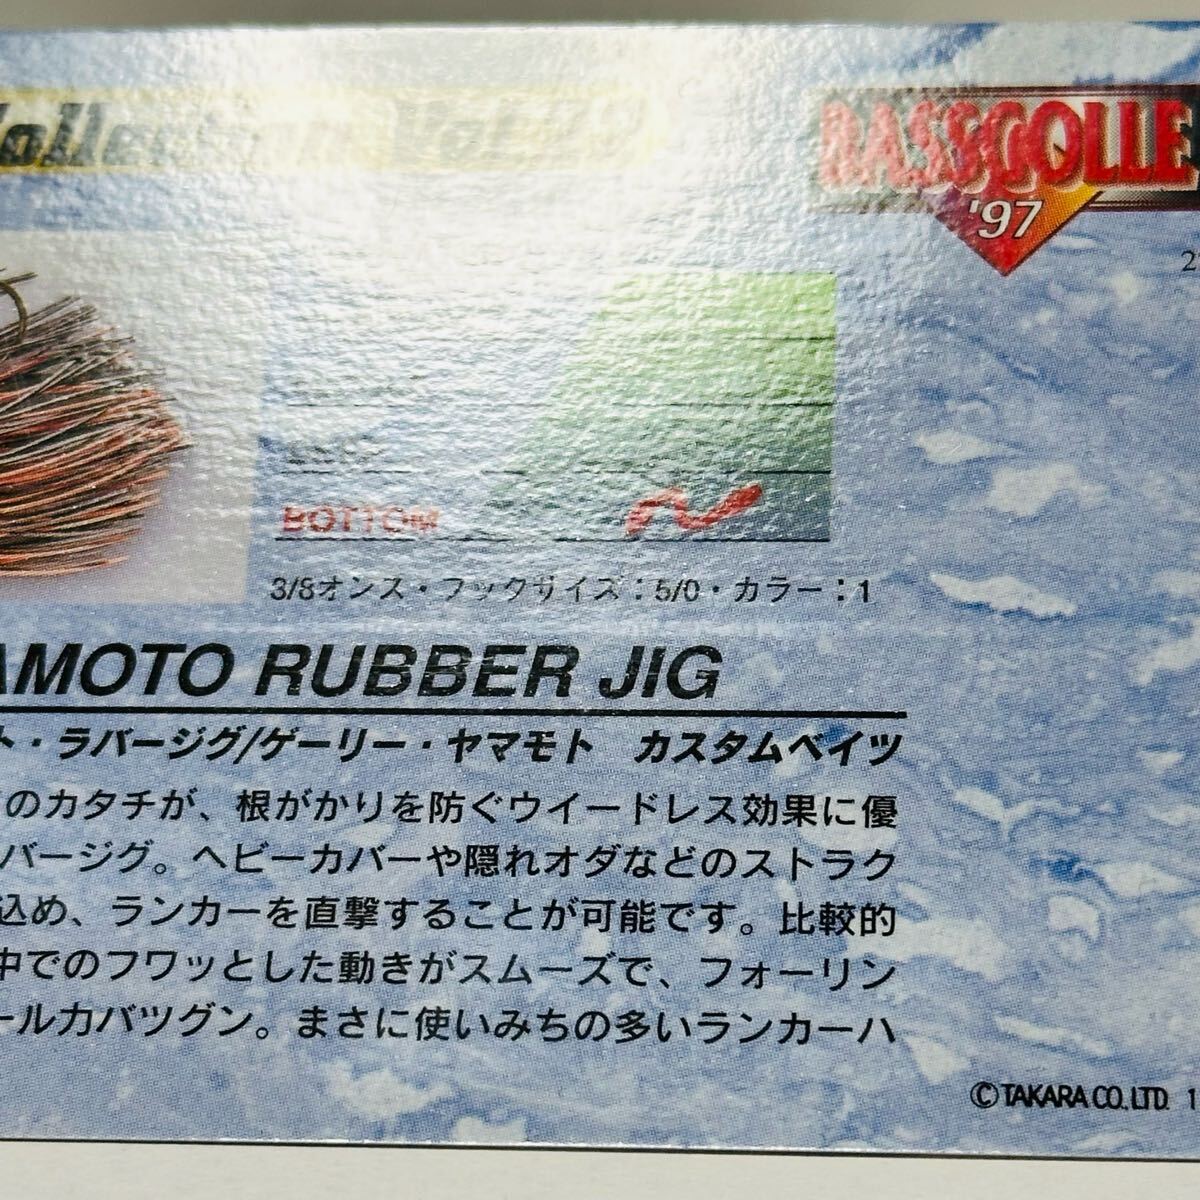 BASSCOLLE
'97
BOTTOM
3/8オンス・フックサイズ：5/0・カラー：1
AMOTO RUBBER JIG
ト・ラバージグ/ゲーリー・ヤマモト カスタムベイツ
のカタチが、根がかりを防ぐウイードレス効果に優
バージグ。ヘビーカバーや隠れオダなどのストラク
込め、ランカーを直撃することが可能です。比較的
中でのフワッとした動きがスムーズで、フォーリン
ール力バツグン。まさに使いみちの多いランカーハ
©TAKARA CO.LTD. 1